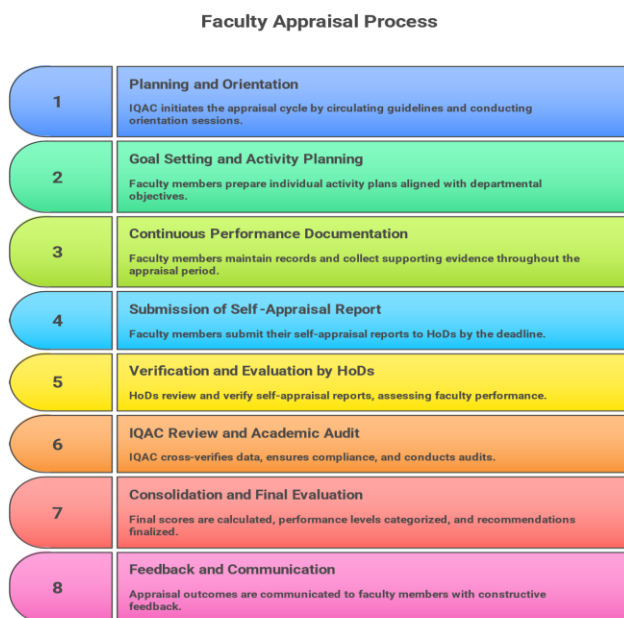 Faculty Appraisal Process
1
Planning and Orientation
IQAC initiates the appraisal cycle by circulating guidelines and conducting
orientation sessions.
2
Goal Setting and Activity Planning
Faculty members prepare individual activity plans aligned with departmental
objectives.
3
Continuous Performance Documentation
Faculty members maintain records and collect supporting evidence throughout the
appraisal period.
4
Submission of Self-Appraisal Report
Faculty members submit their self-appraisal reports to HoDs by the deadline.
5
Verification and Evaluation by HoDs
HoDs review and verify self-appraisal reports, assessing faculty performance.
6
IQAC Review and Academic Audit
IQAC cross-verifies data, ensures compliance, and conducts audits.
7
Consolidation and Final Evaluation
Final scores are calculated, performance levels categorized, and recommendations
finalized.
8
Feedback and Communication
Appraisal outcomes are communicated to faculty members with constructive
feedback.